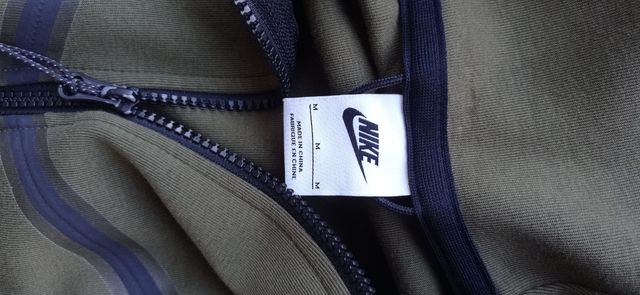 NIKE
M M M
MADE IN CHINA
FABRIQUÉ EN CHINE